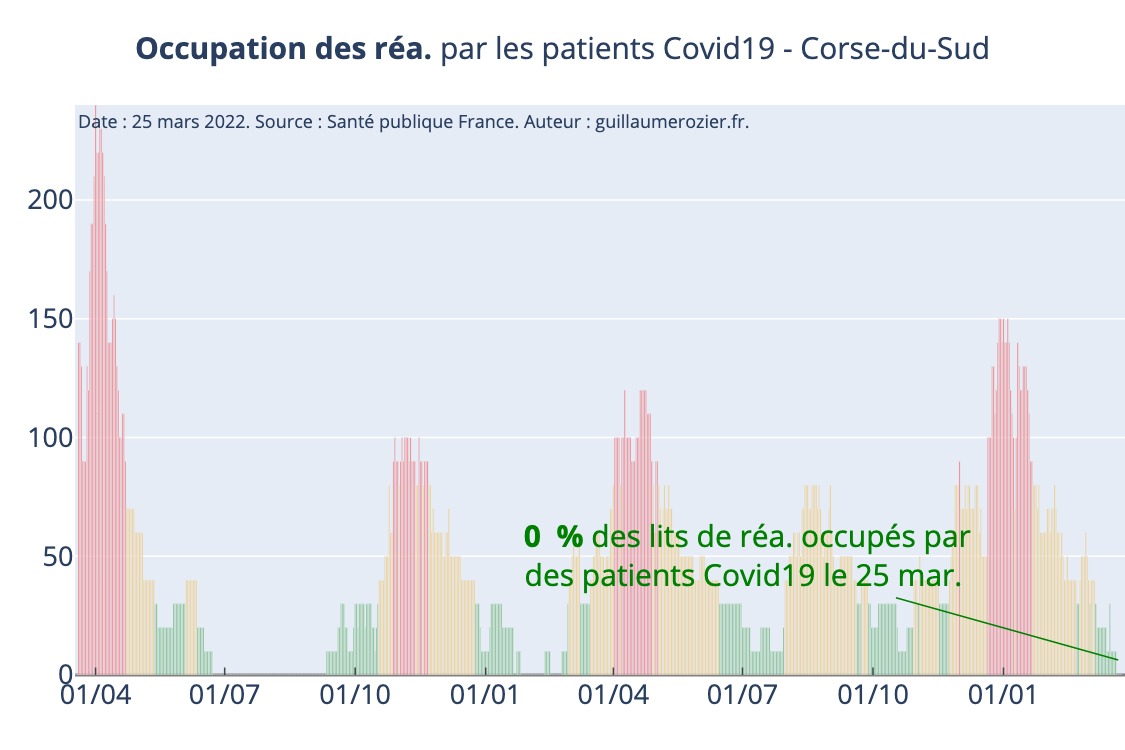 Occupation des réa. par les patients Covid19 - Corse-du-Sud
Date : 25 mars 2022. Source : Santé publique France. Auteur : guillaumerozier.fr.
200
150
100
50
0
0 % des lits de réa. occupés par
des patients Covid19 le 25 mar.
01/04 01/07 01/10 01/01 01/04 01/07 01/10 01/01